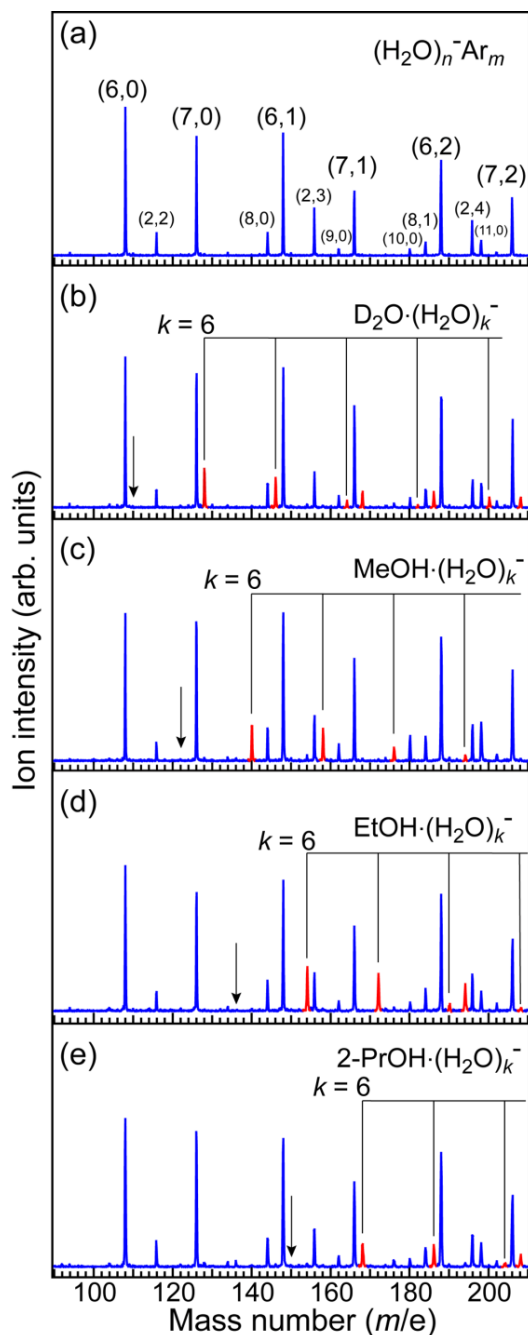 (a)
(H₂O)ₙ⁻Arₘ
(6,0)
(7,0)
(6,1)
(6,2)
(7,2)
(7,1)
(2,2)
(8,0)
(2,3)
(9,0)
(10,0)
(8,1)
(2,4)
(11,0)
(b)
k = 6
D₂O·(H₂O)ₖ⁻
(c)
k = 6
MeOH·(H₂O)ₖ⁻
(d)
k = 6
EtOH·(H₂O)ₖ⁻
(e)
k = 6
2-PrOH·(H₂O)ₖ⁻
Ion intensity (arb. units)
100 120 140 160 180 200
Mass number (m/e)